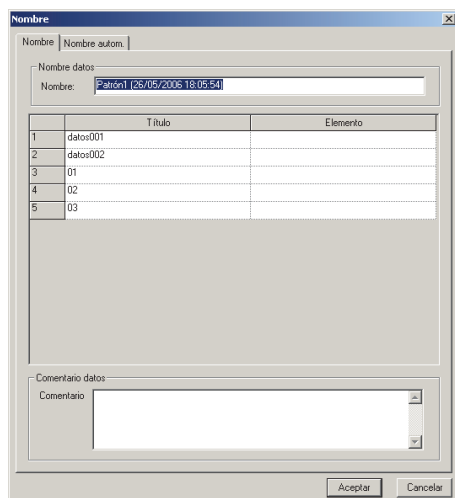 Nombre
Nombre Nombre autom.
Nombre datos
Nombre: Patrón1 (26/05/2006 18:05:54)
Título Elemento
1 datos001
2 datos002
3 01
4 02
5 03
Comentario datos
Comentario
Aceptar Cancelar